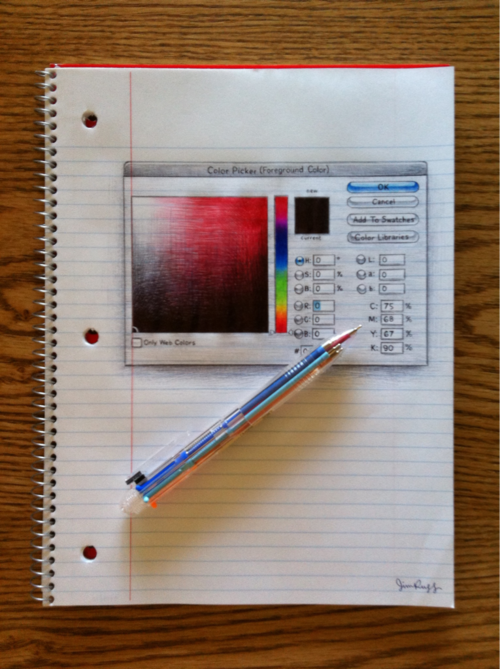 Color Picker (Foreground Color)
new
current
OK
Cancel
Add To Swatches
Color Libraries
H: 0 °
S: 0 %
B: 0 %
R: 0
G: 0
B 0
#
L: 0
a: 0
b: 0
C: 75 %
M: 68 %
Y: 67 %
K: 90 %
Only Web Colors